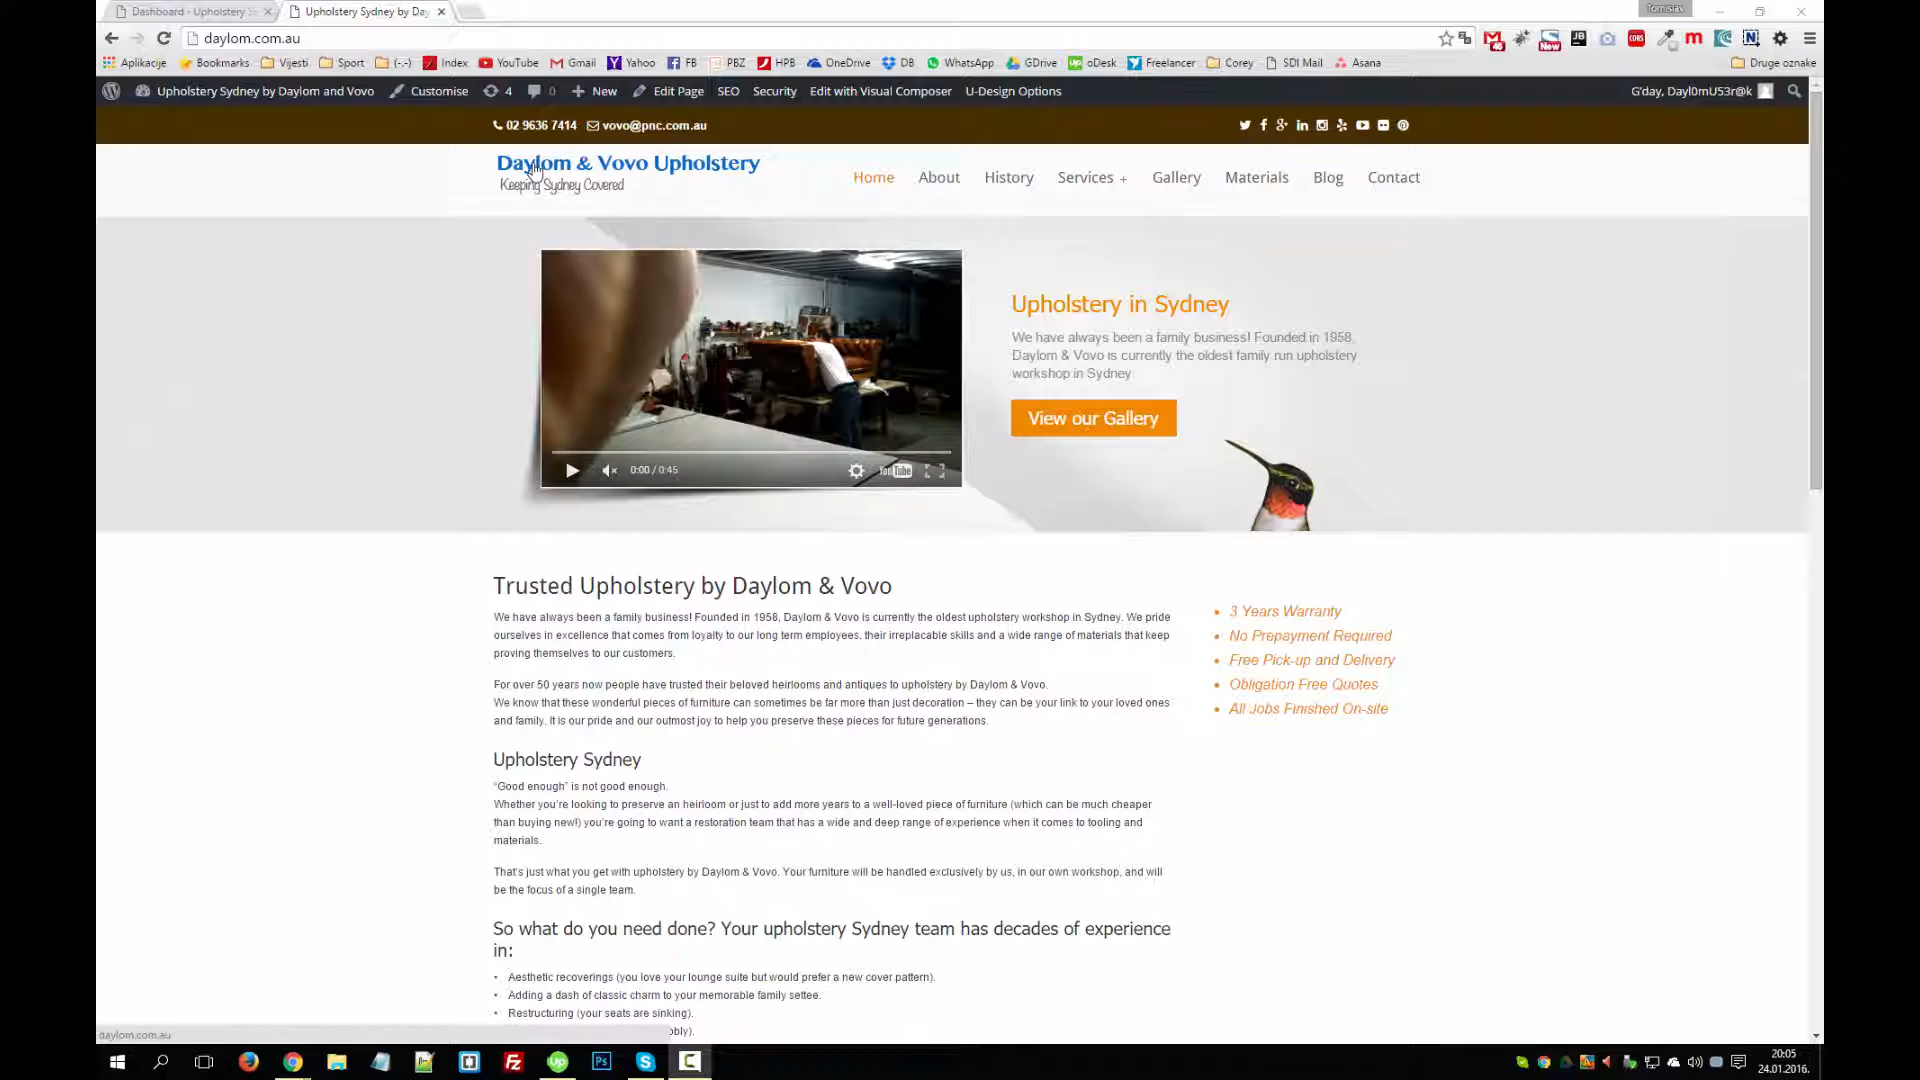 Dashboard ‹ Upholstery S
Upholstery Sydney by Day
Tomislav
daylom.com.au
Aplikacije
Bookmarks
Vijesti
Sport
(-.-)
Index
YouTube
Gmail
Yahoo
FB
PBZ
HPB
OneDrive
DB
WhatsApp
GDrive
oDesk
Freelancer
Corey
SDI Mail
Asana
Druge oznake
Upholstery Sydney by Daylom and Vovo
Customise
4
0
New
Edit Page
SEO
Security
Edit with Visual Composer
U-Design Options
G'day, Dayl0mU53r@k
02 9636 7414
vovo@pnc.com.au
Daylom & Vovo Upholstery
Keeping Sydney Covered
Home
About
History
Services +
Gallery
Materials
Blog
Contact
Upholstery in Sydney
We have always been a family business! Founded in 1958,
Daylom & Vovo is currently the oldest family run upholstery
workshop in Sydney.
View our Gallery
0:00 / 0:45
YouTube
Trusted Upholstery by Daylom & Vovo
We have always been a family business! Founded in 1958, Daylom & Vovo is currently the oldest upholstery workshop in Sydney. We pride
ourselves in excellence that comes from loyalty to our long term employees, their irreplacable skills and a wide range of materials that keep
proving themselves to our customers.
For over 50 years now people have trusted their beloved heirlooms and antiques to upholstery by Daylom & Vovo.
We know that these wonderful pieces of furniture can sometimes be far more than just decoration – they can be your link to your loved ones
and family. It is our pride and our outmost joy to help you preserve these pieces for future generations.
3 Years Warranty
No Prepayment Required
Free Pick-up and Delivery
Obligation Free Quotes
All Jobs Finished On-site
Upholstery Sydney
“Good enough” is not good enough.
Whether you’re looking to preserve an heirloom or just to add more years to a well-loved piece of furniture (which can be much cheaper
than buying new!) you’re going to want a restoration team that has a wide and deep range of experience when it comes to tooling and
materials.
That’s just what you get with upholstery by Daylom & Vovo. Your furniture will be handled exclusively by us, in our own workshop, and will
be the focus of a single team.
So what do you need done? Your upholstery Sydney team has decades of experience
in:
• Aesthetic recoverings (you love your lounge suite but would prefer a new cover pattern).
• Adding a dash of classic charm to your memorable family settee.
• Restructuring (your seats are sinking).
daylom.com.au
20:05
24.01.2016.